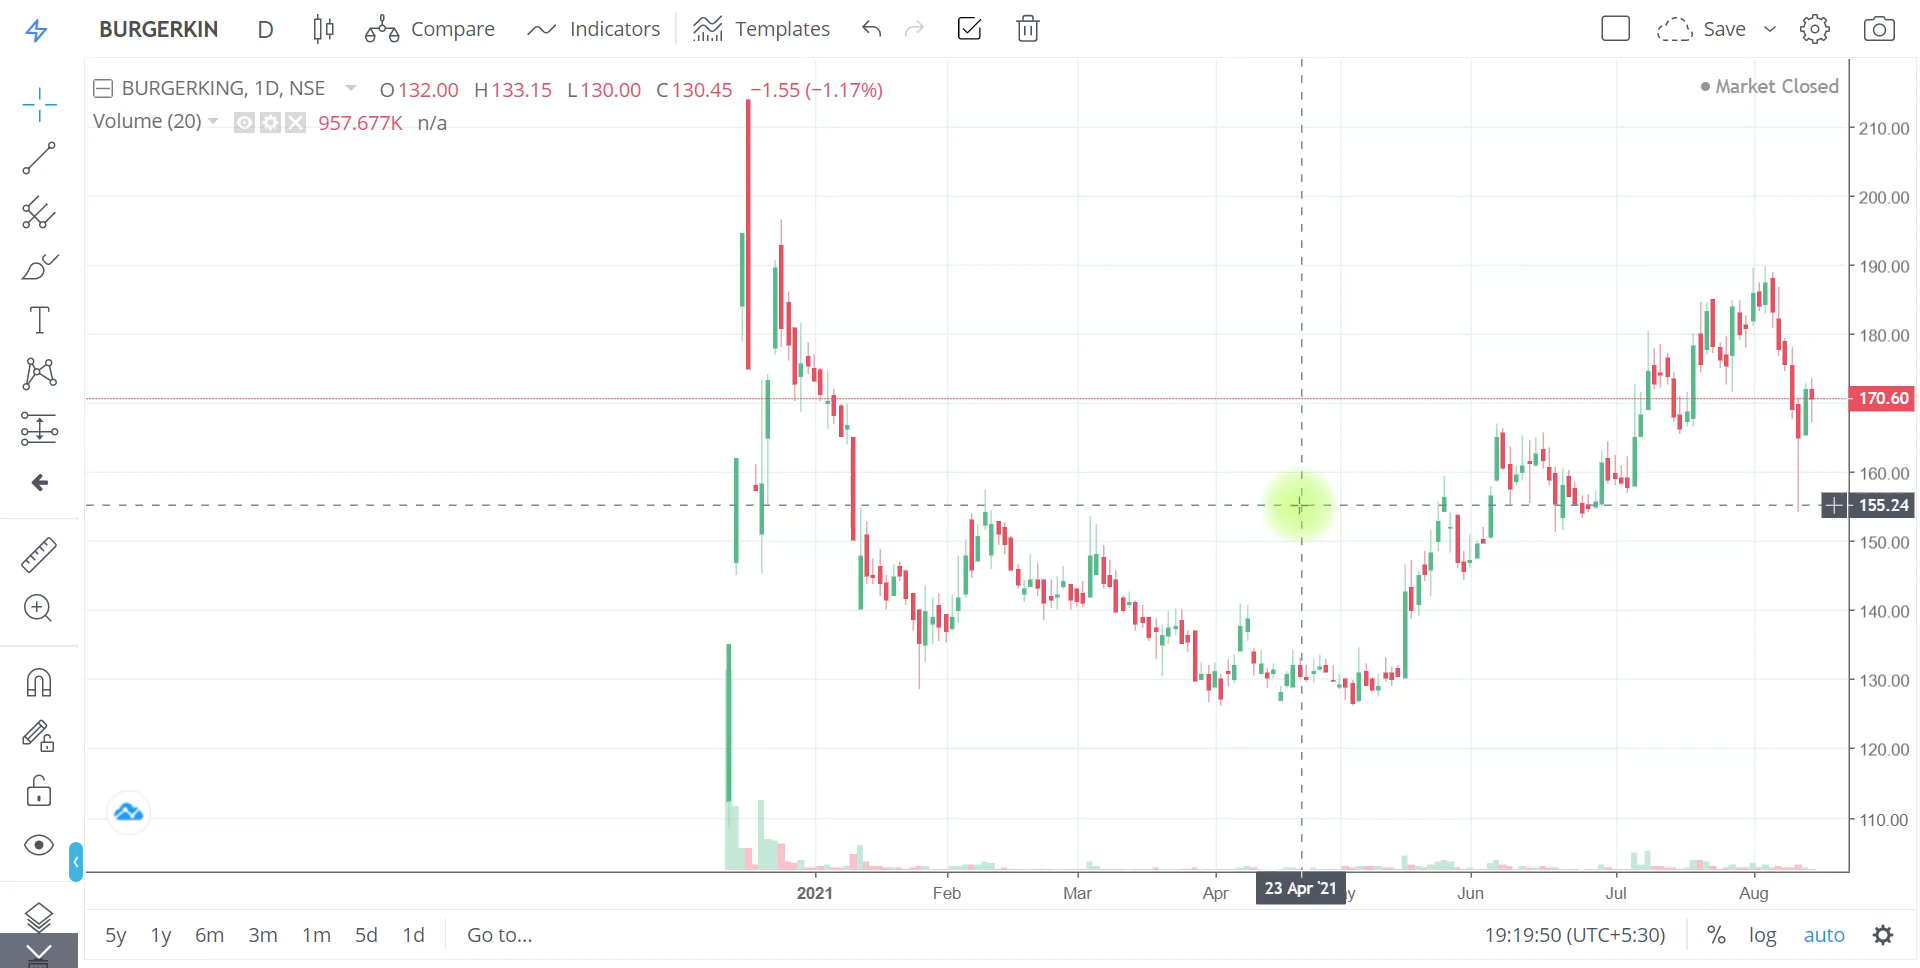 BURGERKIN D Compare Indicators Templates Save
BURGERKING, 1D, NSE O 132.00 H 133.15 L 130.00 C 130.45 −1.55 (−1.17%)
Market Closed
Volume (20) 957.677K n/a
210.00
200.00
190.00
180.00
170.60
160.00
155.24
150.00
140.00
130.00
120.00
110.00
2021 Feb Mar Apr 23 Apr '21 y Jun Jul Aug
5y 1y 6m 3m 1m 5d 1d Go to... 19:19:50 (UTC+5:30) % log auto